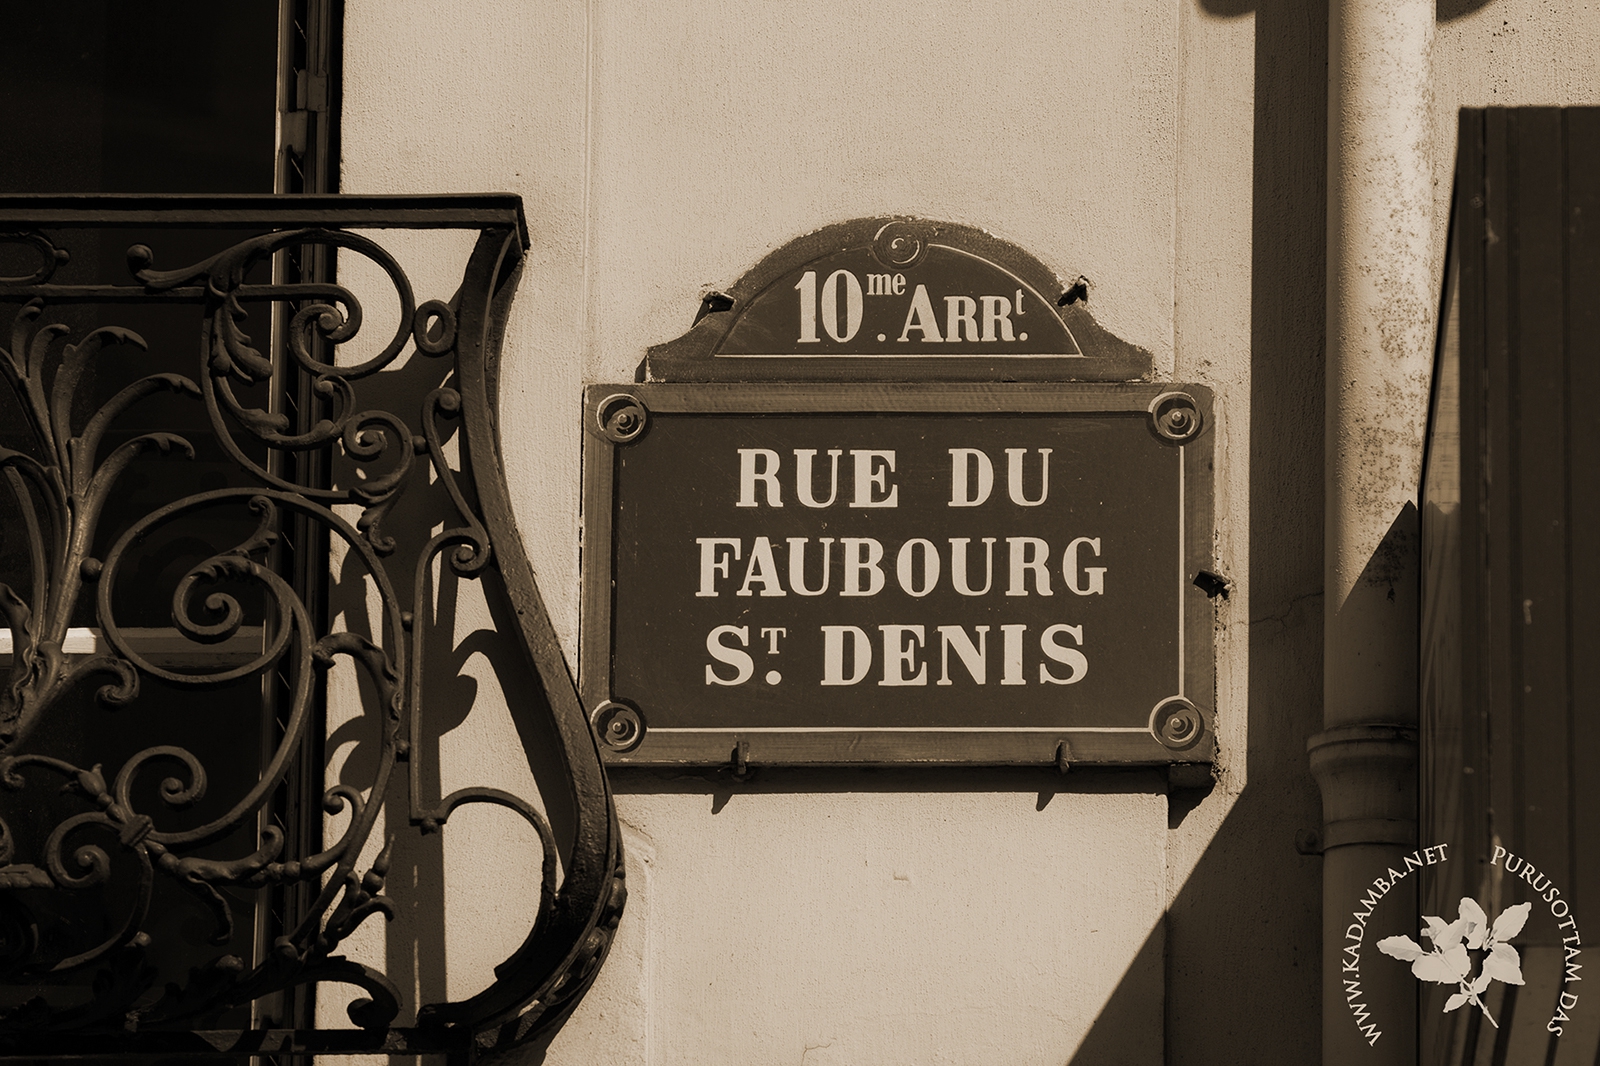 10me. ARRt.
RUE DU
FAUBOURG
ST. DENIS
WWW.KADAMBA.NET
PURUSOTTAM DAS